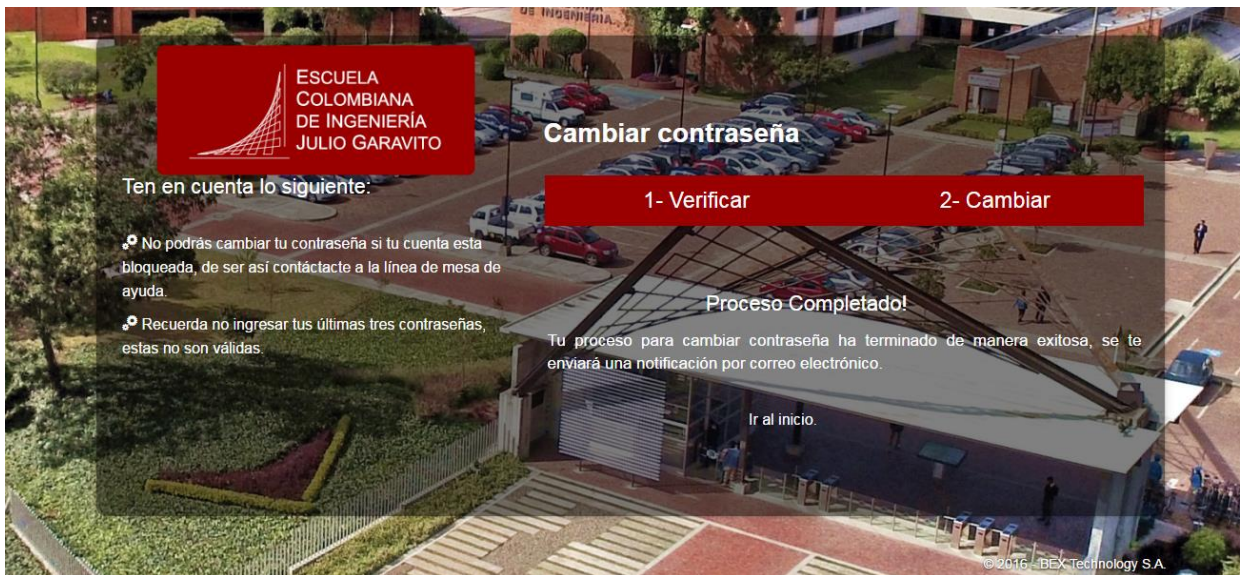 DE INGENIERIA
ESCUELA
COLOMBIANA
DE INGENIERÍA
JULIO GARAVITO
Ten en cuenta lo siguiente:
No podrás cambiar tu contraseña si tu cuenta esta
bloqueada, de ser así contáctacte a la línea de mesa de
ayuda.
Recuerda no ingresar tus últimas tres contraseñas,
estas no son válidas.
Cambiar contraseña
1- Verificar
2- Cambiar
Proceso Completado!
Tu proceso para cambiar contraseña ha terminado de manera exitosa, se te
enviará una notificación por correo electrónico.
Ir al inicio.
© 2016 - BEX Technology S.A.